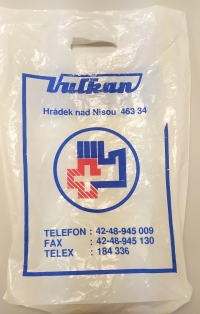 Vulkan
Hrádek nad Nisou 463 34
TELEFON : 42-48-945 009
FAX : 42-48-945 130
TELEX : 184 336